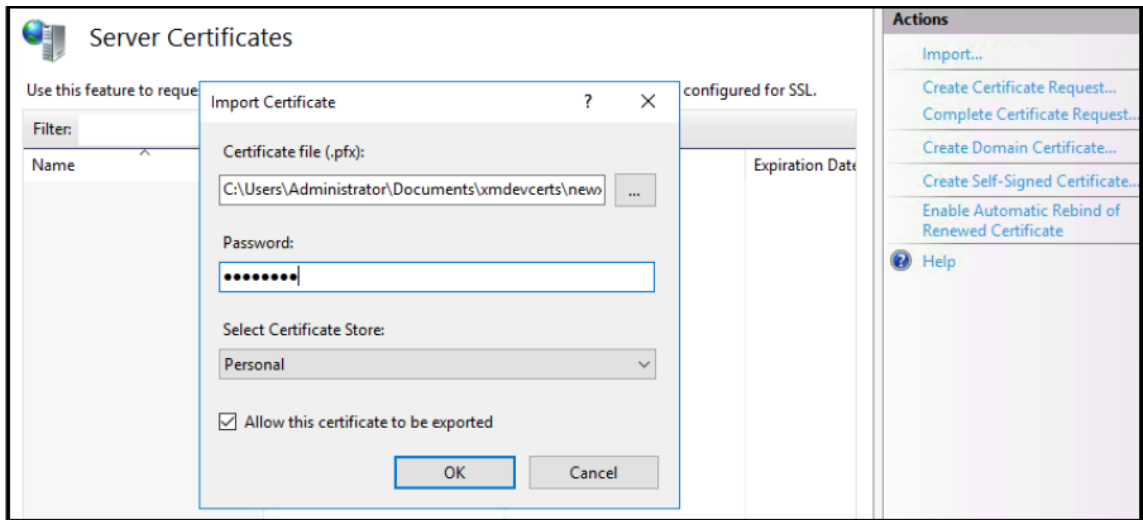 Server Certificates
Use this feature to reque
configured for SSL.
Filter:
Name
Expiration Date
Import Certificate
?
Certificate file (.pfx):
C:\Users\Administrator\Documents\xmdevcerts\new
...
Password:
••••••••
Select Certificate Store:
Personal
Allow this certificate to be exported
OK
Cancel
Actions
Import...
Create Certificate Request...
Complete Certificate Request...
Create Domain Certificate...
Create Self-Signed Certificate...
Enable Automatic Rebind of
Renewed Certificate
? Help